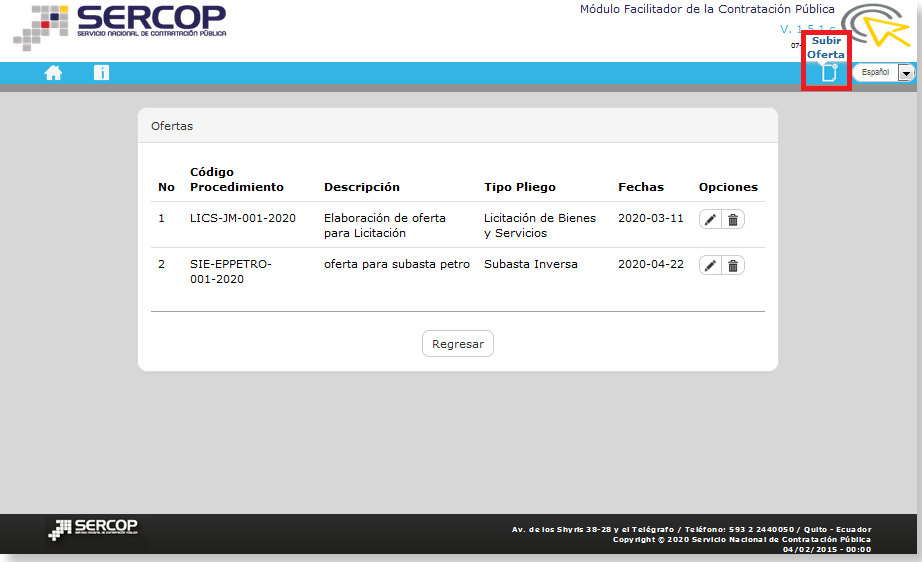 SERCOP
SERVICIO NACIONAL DE CONTRATACIÓN PÚBLICA
Módulo Facilitador de la Contratación Pública
V. 1.5.1
07-
Subir
Oferta
Español
Ofertas
No Código Procedimiento Descripción Tipo Pliego Fechas Opciones
1 LICS-JM-001-2020 Elaboración de oferta Licitación de Bienes 2020-03-11
para Licitación y Servicios
2 SIE-EPPETRO- oferta para subasta petro Subasta Inversa 2020-04-22
001-2020
Regresar
SERCOP
SERVICIO NACIONAL DE CONTRATACIÓN PÚBLICA
Av. de los Shyris 38-28 y el Telégrafo / Teléfono: 593 2 2440050 / Quito - Ecuador
Copyright © 2020 Servicio Nacional de Contratación Pública
04/02/2015 - 00:00